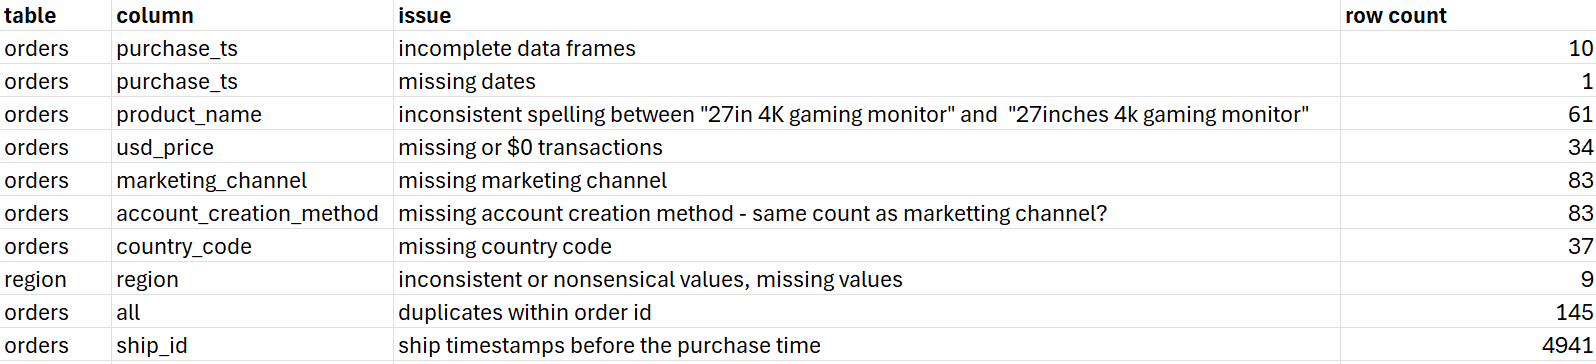 table column issue row count
orders purchase_ts incomplete data frames 10
orders purchase_ts missing dates 1
orders product_name inconsistent spelling between "27in 4K gaming monitor" and  "27inches 4k gaming monitor" 61
orders usd_price missing or $0 transactions 34
orders marketing_channel missing marketing channel 83
orders account_creation_method missing account creation method - same count as marketting channel? 83
orders country_code missing country code 37
region region inconsistent or nonsensical values, missing values 9
orders all duplicates within order id 145
orders ship_id ship timestamps before the purchase time 4941